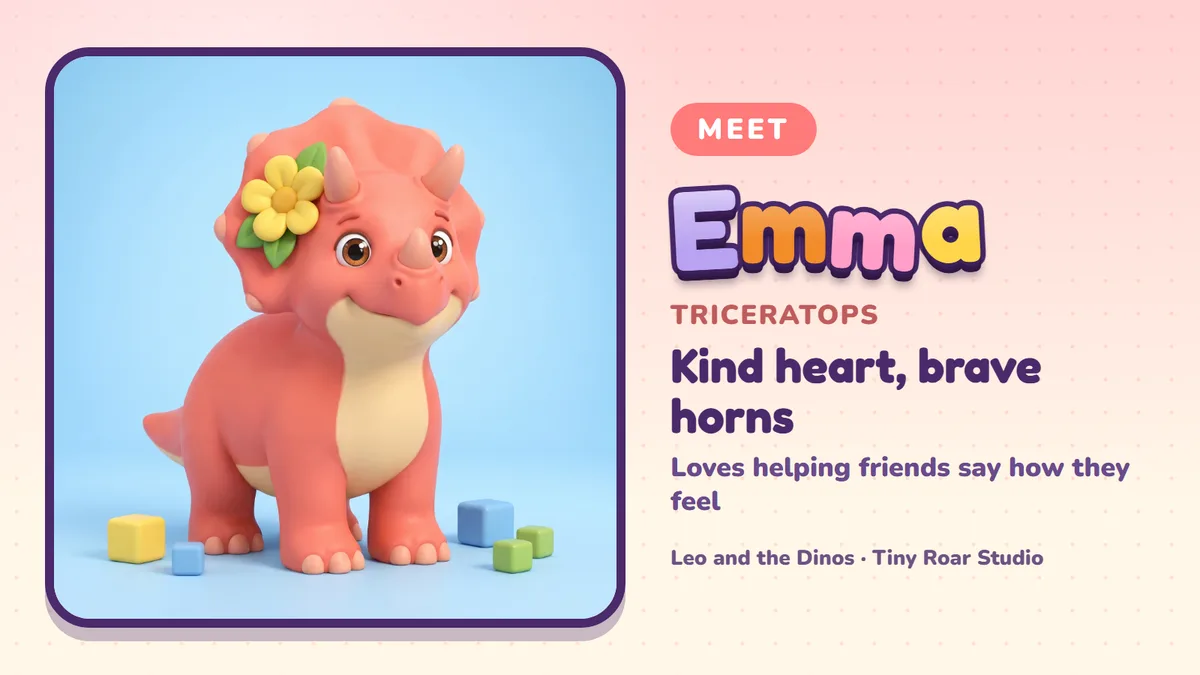 MEET
Emma
TRICERATOPS
Kind heart, brave
horns
Loves helping friends say how they
feel
Leo and the Dinos · Tiny Roar Studio